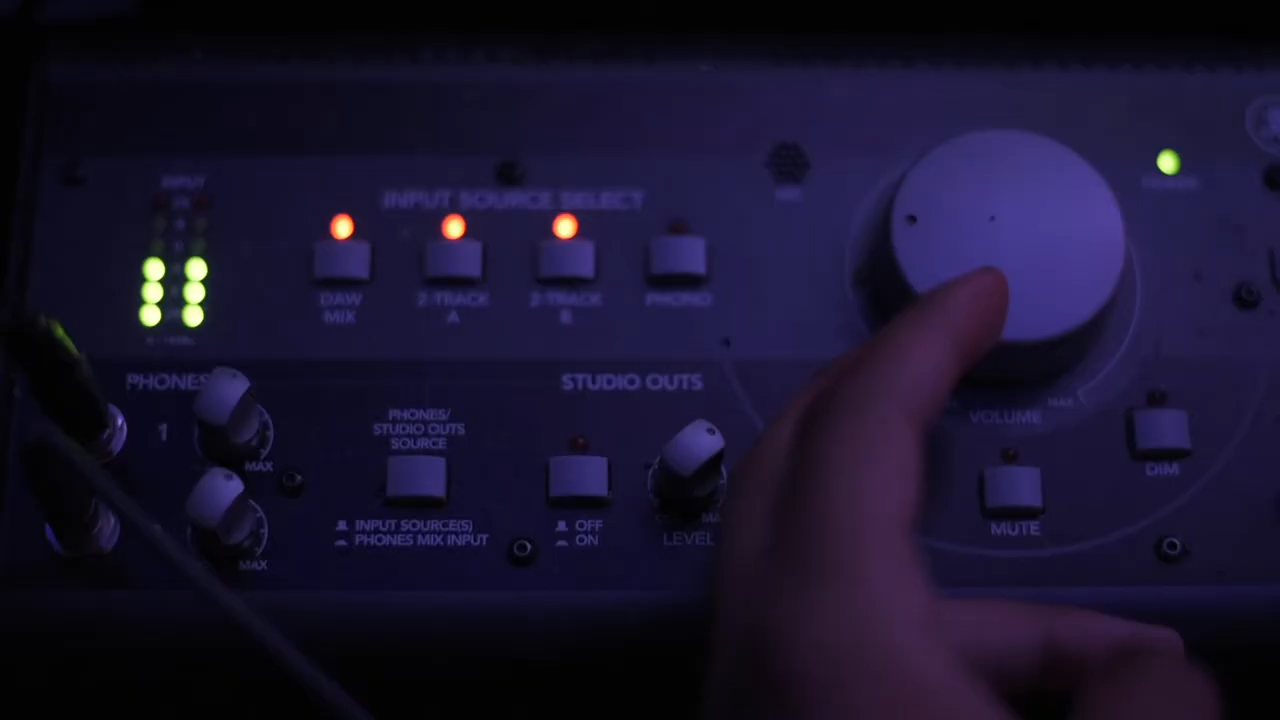 INPUT
INPUT SOURCE SELECT
DAW
MIX
2-TRACK
A
2-TRACK
B
PHONO
PHONES
1
MAX
MAX
PHONES/
STUDIO OUTS
SOURCE
INPUT SOURCE(S)
PHONES MIX INPUT
STUDIO OUTS
OFF
ON
LEVEL
MAX
VOLUME
MUTE
DIM